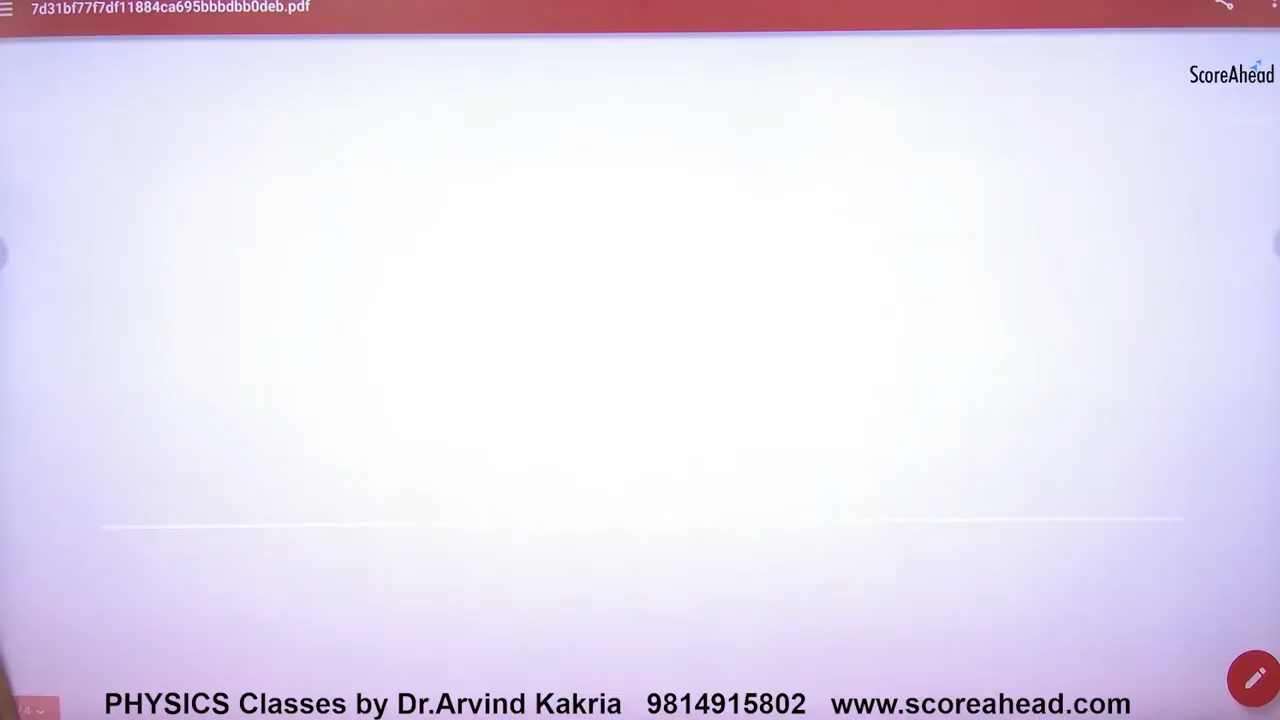 7d31bf77f7df11884ca695bbbdbb0deb.pdf
ScoreAhead
PHYSICS Classes by Dr.Arvind Kakria 9814915802 www.scoreahead.com